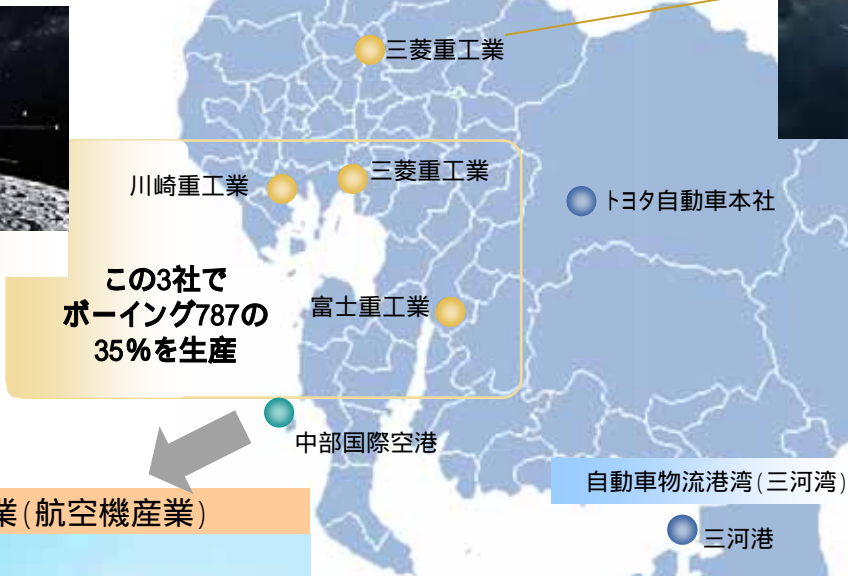 三菱重工業
川崎重工業
三菱重工業
トヨタ自動車本社
この3社で
ボーイング787の
35%を生産
富士重工業
中部国際空港
自動車物流港湾(三河湾)
業(航空機産業)
三河港